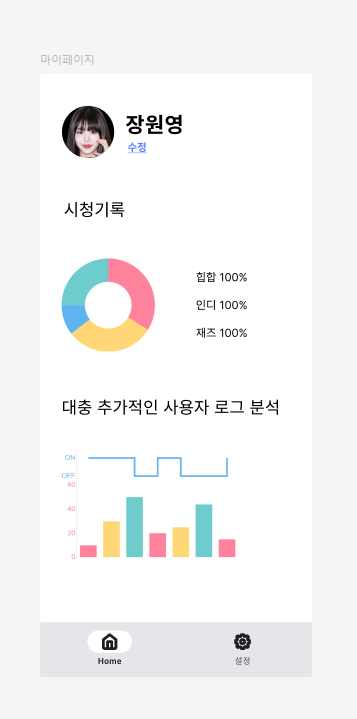 마이페이지
장원영
수정
시청기록
힙합 100%
인디 100%
재즈 100%
대충 추가적인 사용자 로그 분석
ON
OFF
60
40
20
0
Home
설정